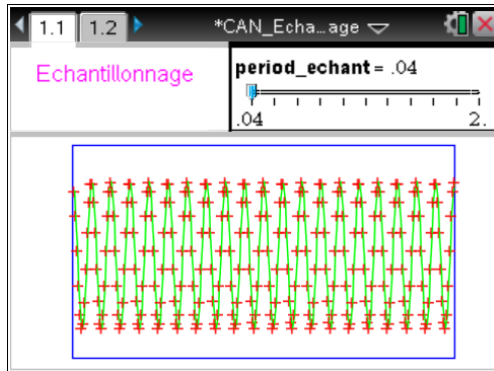 1.1 1.2 *CAN_Echa…age
Echantillonnage
period_echant = .04
.04 2.